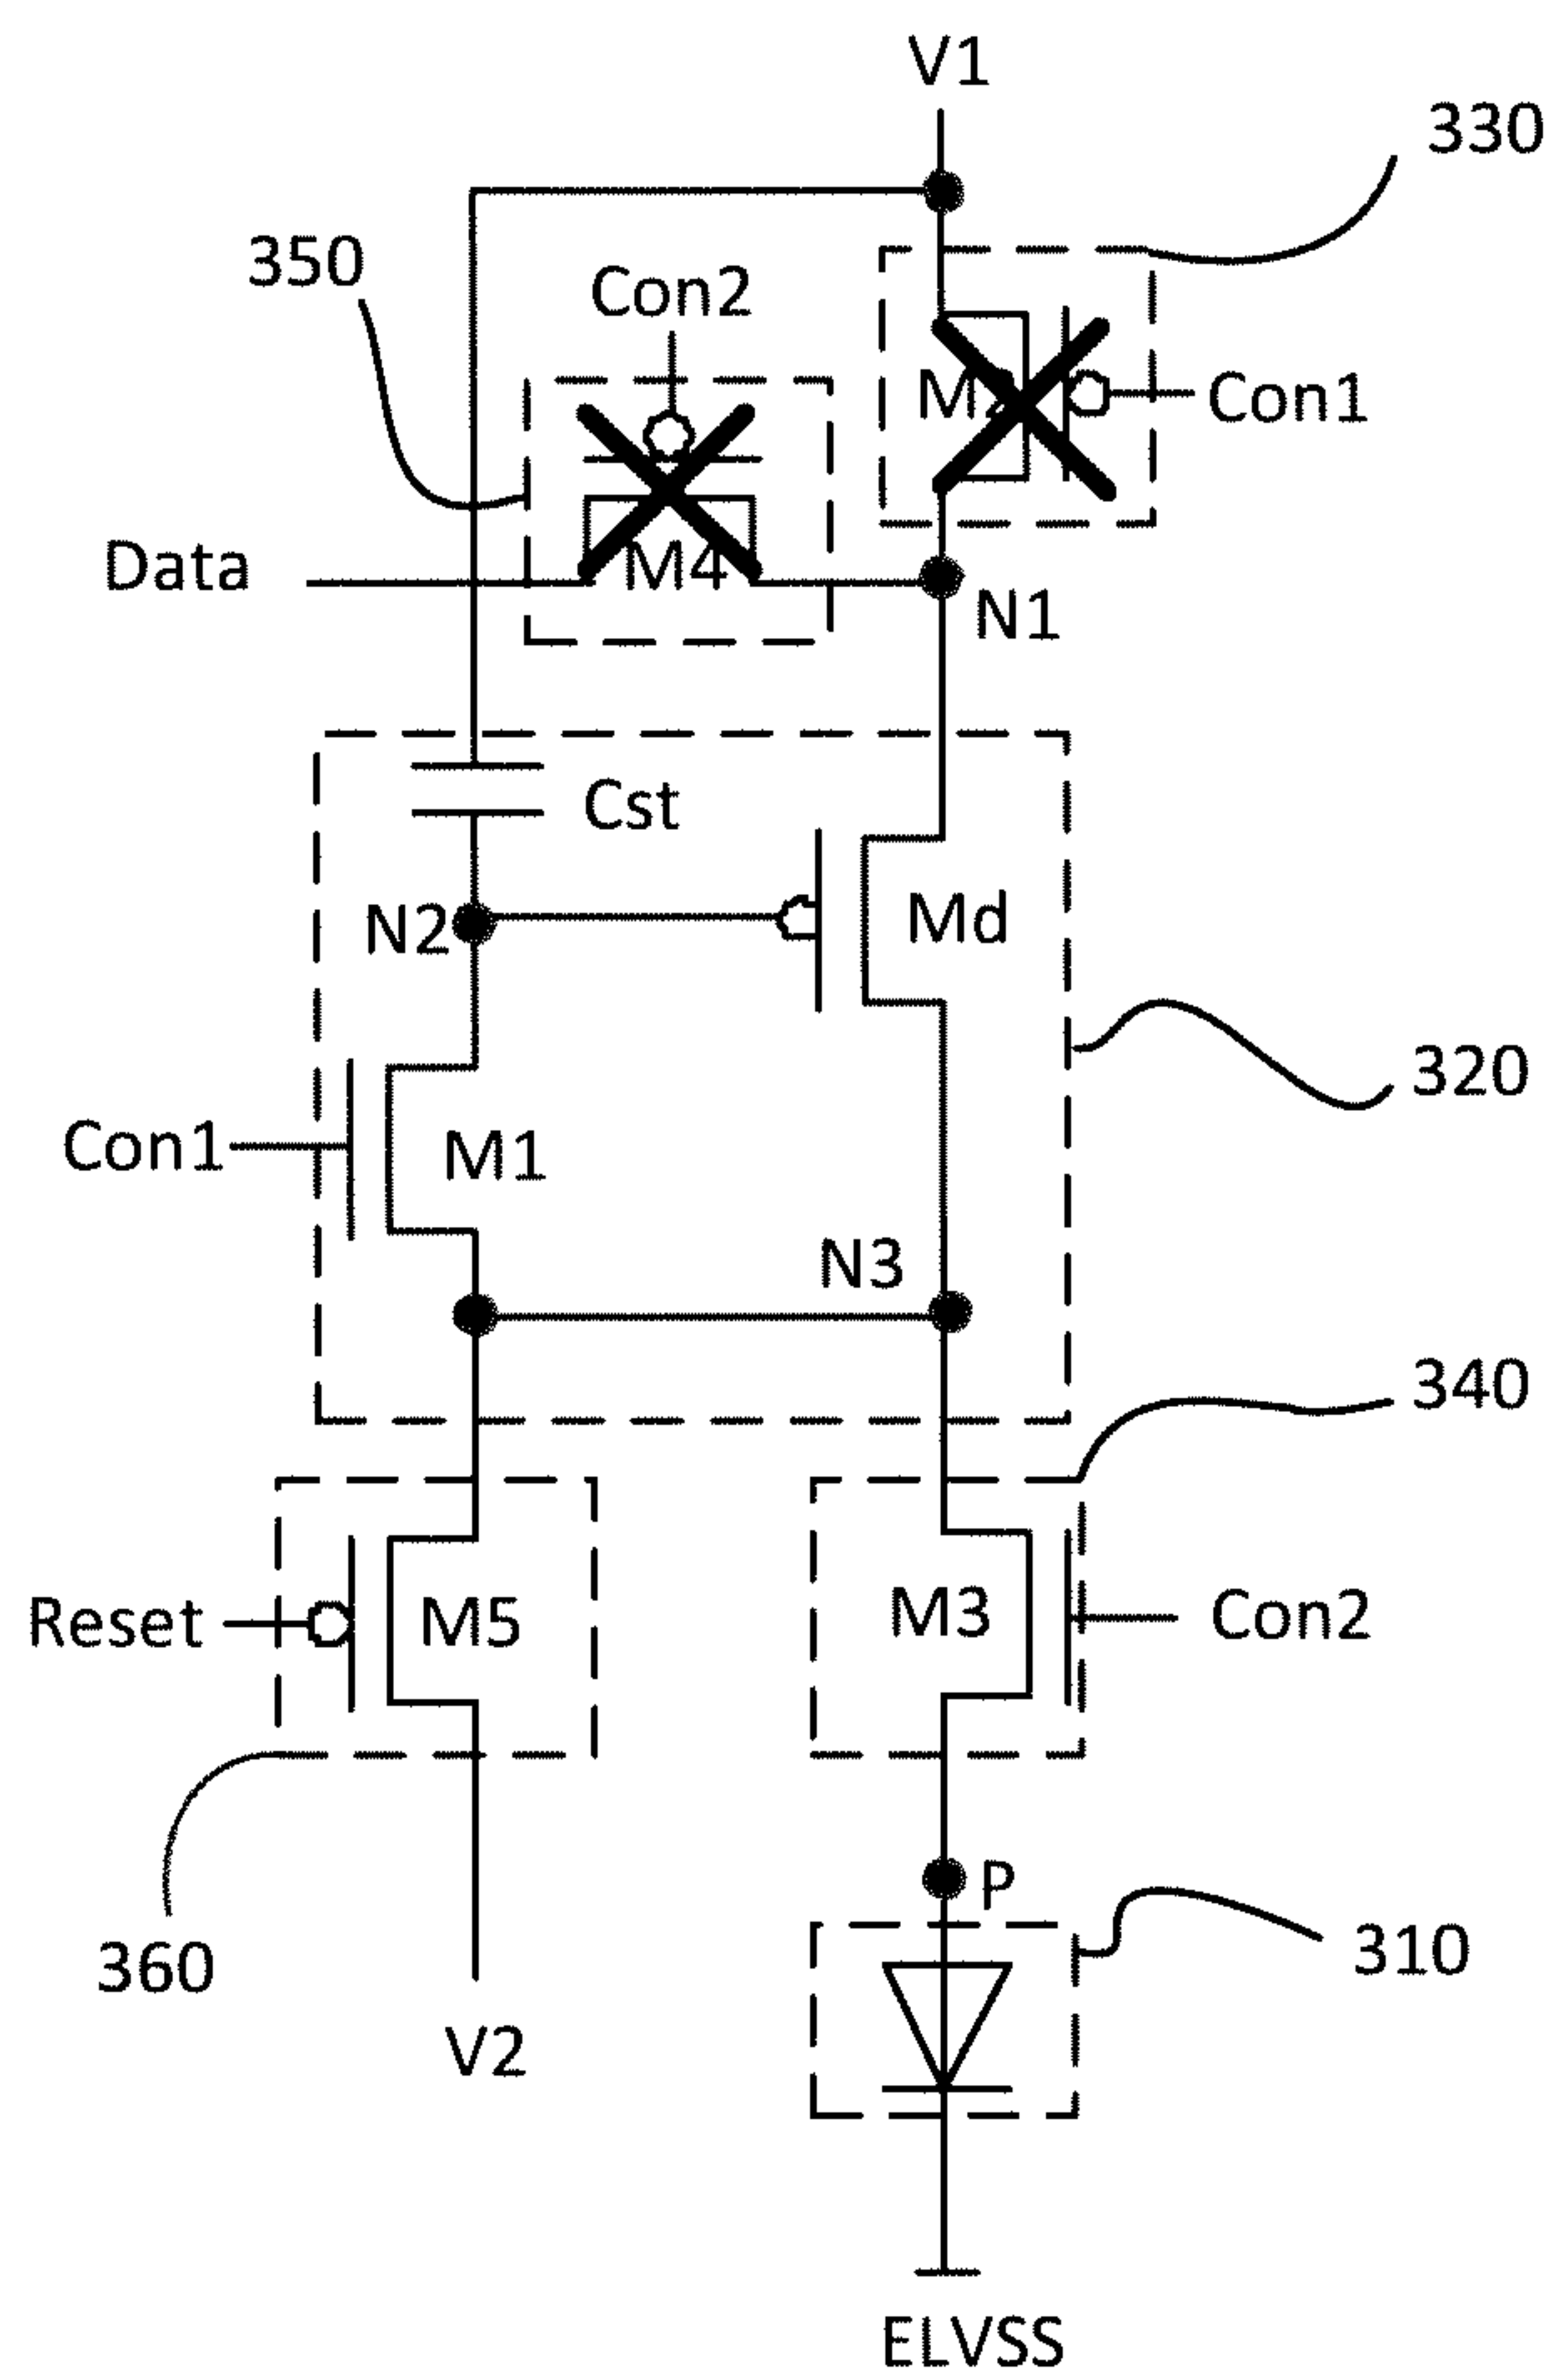 V1
330
350
Con2
Con1
Data
M4
N1
Cst
N2
Md
320
Con1
M1
N3
340
Reset
M5
M3
Con2
P
310
360
V2
ELVSS